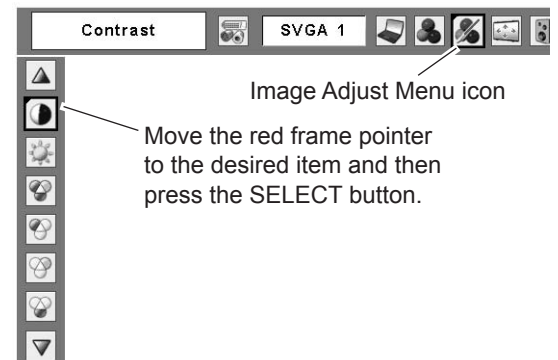 Contrast
SVGA 1
Image Adjust Menu icon
Move the red frame pointer
to the desired item and then
press the SELECT button.